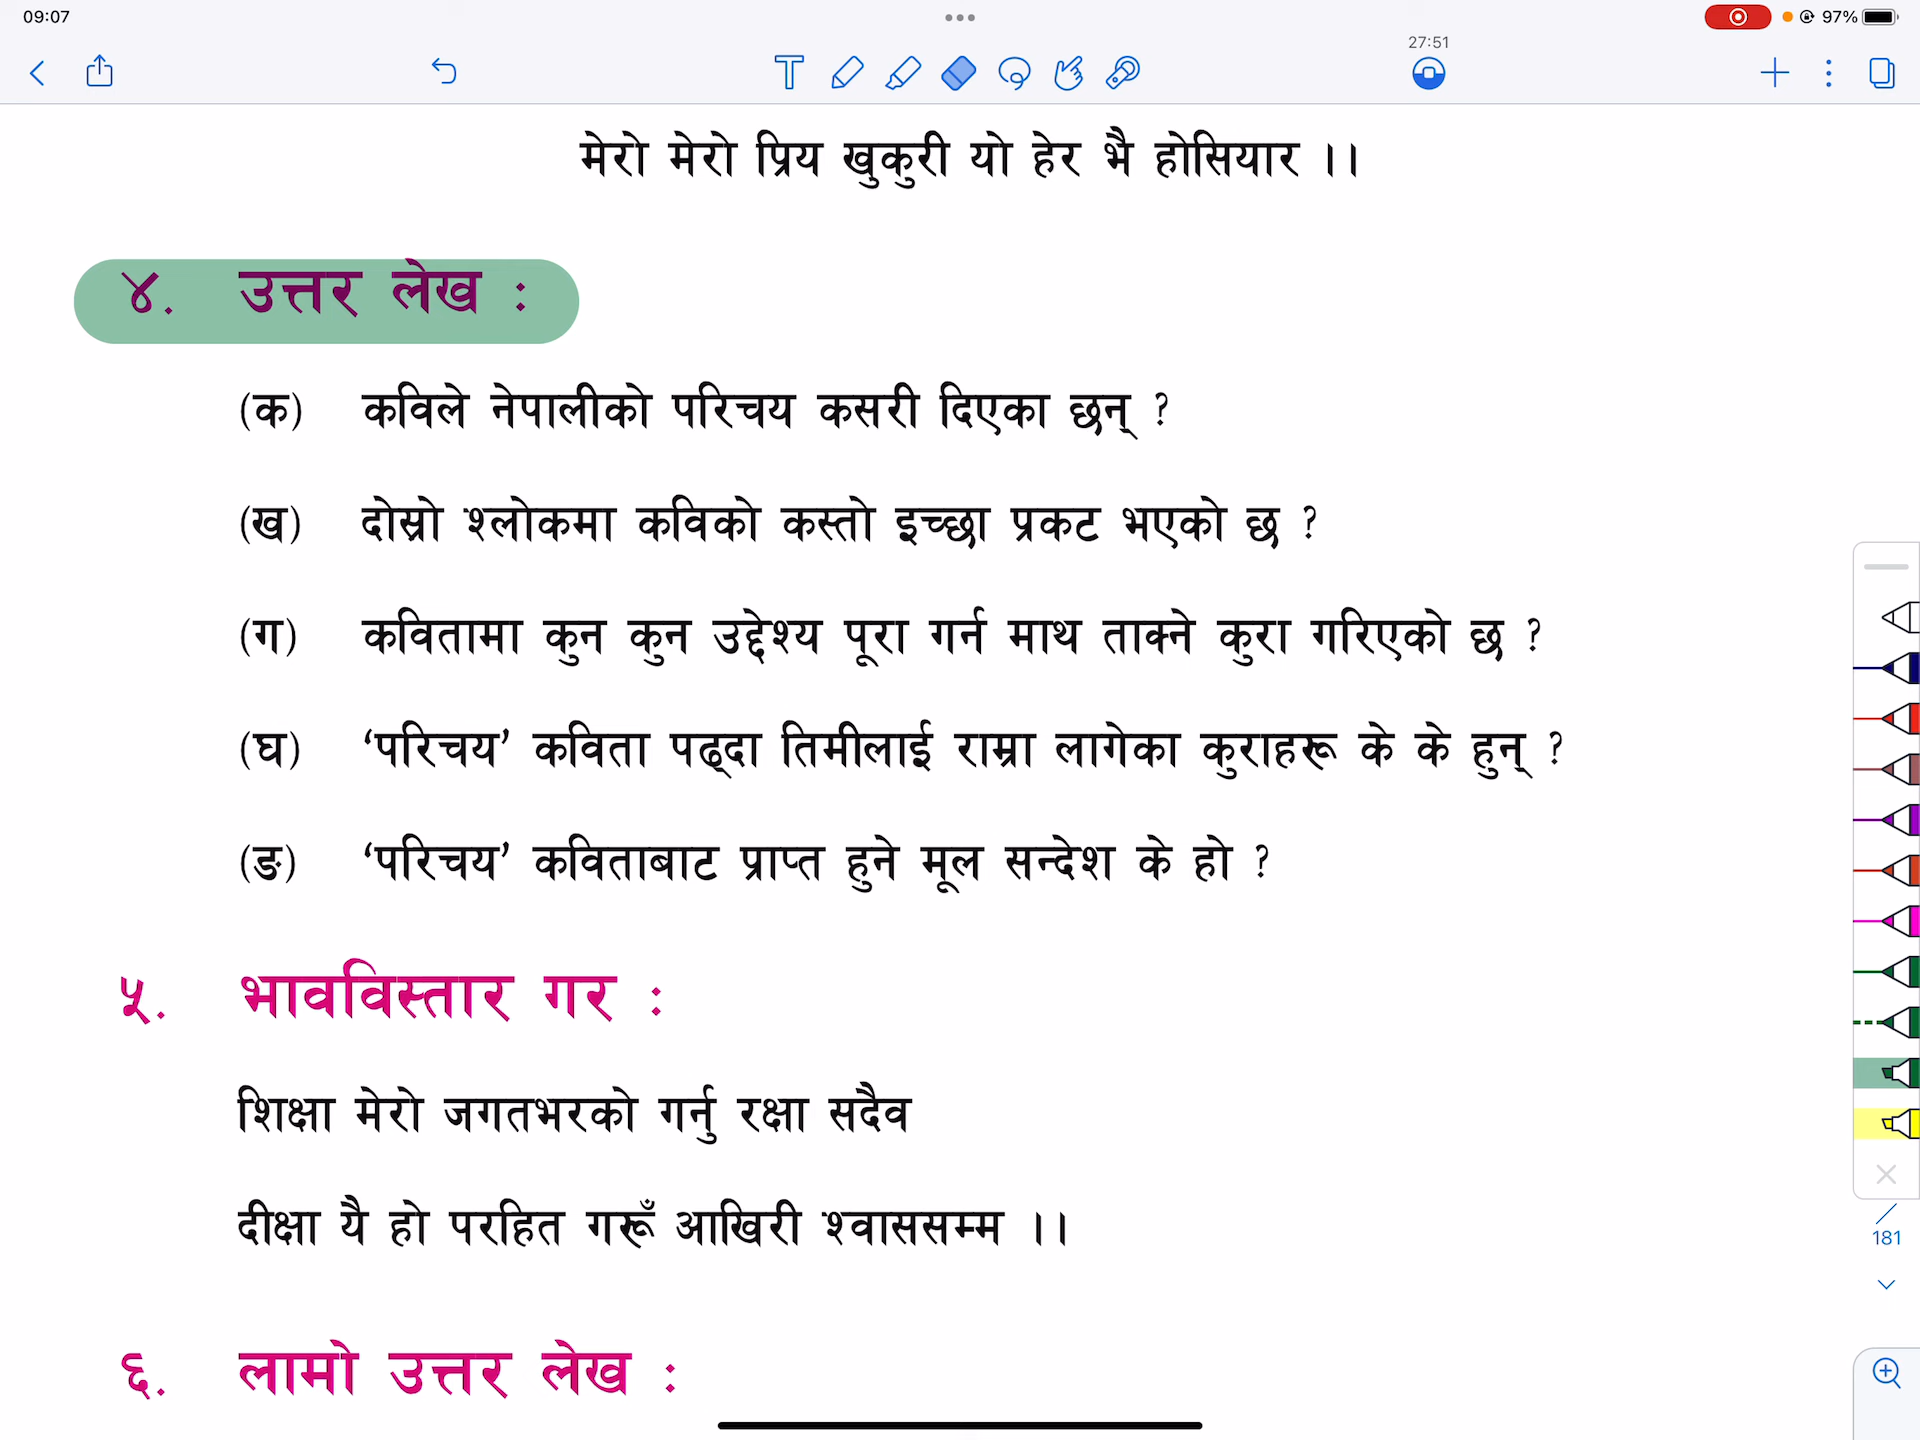 09:07
97%
27:51
मेरो मेरो प्रिय खुकुरी यो हेर भै होसियार ।।
४. उत्तर लेख :
(क) कविले नेपालीको परिचय कसरी दिएका छन् ?
(ख) दोस्रो श्लोकमा कविको कस्तो इच्छा प्रकट भएको छ ?
(ग) कवितामा कुन कुन उद्देश्य पूरा गर्न माथ ताक्ने कुरा गरिएको छ ?
(घ) ‘परिचय’ कविता पढ्दा तिमीलाई राम्रा लागेका कुराहरू के के हुन् ?
(ङ) ‘परिचय’ कविताबाट प्राप्त हुने मूल सन्देश के हो ?
५. भावविस्तार गर :
शिक्षा मेरो जगतभरको गर्नु रक्षा सदैव
दीक्षा यै हो परहित गरूँ आखिरी श्वाससम्म ।।
181
६. लामो उत्तर लेख :